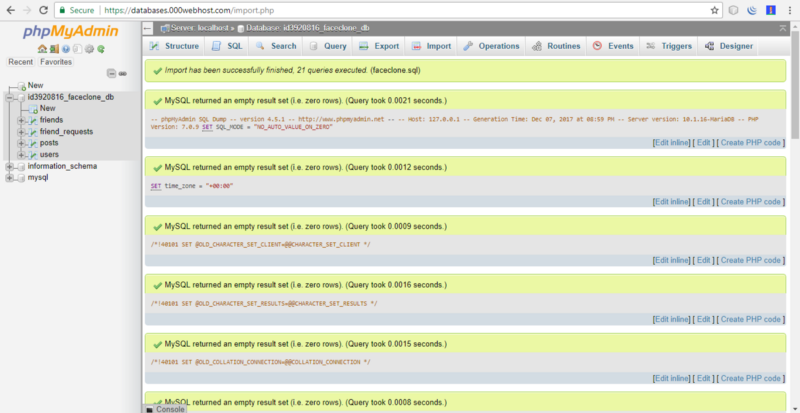 Secure https://databases.000webhost.com/import.php
phpMyAdmin
Server: localhost » Database: id3920816_faceclone_db
Structure SQL Search Query Export Import Operations Routines Events Triggers Designer
Recent Favorites
New
id3920816_faceclone_db
New
friends
friend_requests
posts
users
information_schema
mysql
Import has been successfully finished, 21 queries executed. (faceclone.sql)
MySQL returned an empty result set (i.e. zero rows). (Query took 0.0021 seconds.)
-- phpMyAdmin SQL Dump -- version 4.5.1 -- http://www.phpmyadmin.net -- -- Host: 127.0.0.1 -- Generation Time: Dec 07, 2017 at 08:59 PM -- Server version: 10.1.16-MariaDB -- PHP
Version: 7.0.9 SET SQL_MODE = "NO_AUTO_VALUE_ON_ZERO"
[Edit inline] [ Edit ] [ Create PHP code ]
MySQL returned an empty result set (i.e. zero rows). (Query took 0.0012 seconds.)
SET time_zone = "+00:00"
[Edit inline] [ Edit ] [ Create PHP code ]
MySQL returned an empty result set (i.e. zero rows). (Query took 0.0009 seconds.)
/*!40101 SET @OLD_CHARACTER_SET_CLIENT=@@CHARACTER_SET_CLIENT */
[Edit inline] [ Edit ] [ Create PHP code ]
MySQL returned an empty result set (i.e. zero rows). (Query took 0.0016 seconds.)
/*!40101 SET @OLD_CHARACTER_SET_RESULTS=@@CHARACTER_SET_RESULTS */
[Edit inline] [ Edit ] [ Create PHP code ]
MySQL returned an empty result set (i.e. zero rows). (Query took 0.0015 seconds.)
/*!40101 SET @OLD_COLLATION_CONNECTION=@@COLLATION_CONNECTION */
[Edit inline] [ Edit ] [ Create PHP code ]
MySQL returned an empty result set (i.e. zero rows). (Query took 0.0008 seconds.)
Console